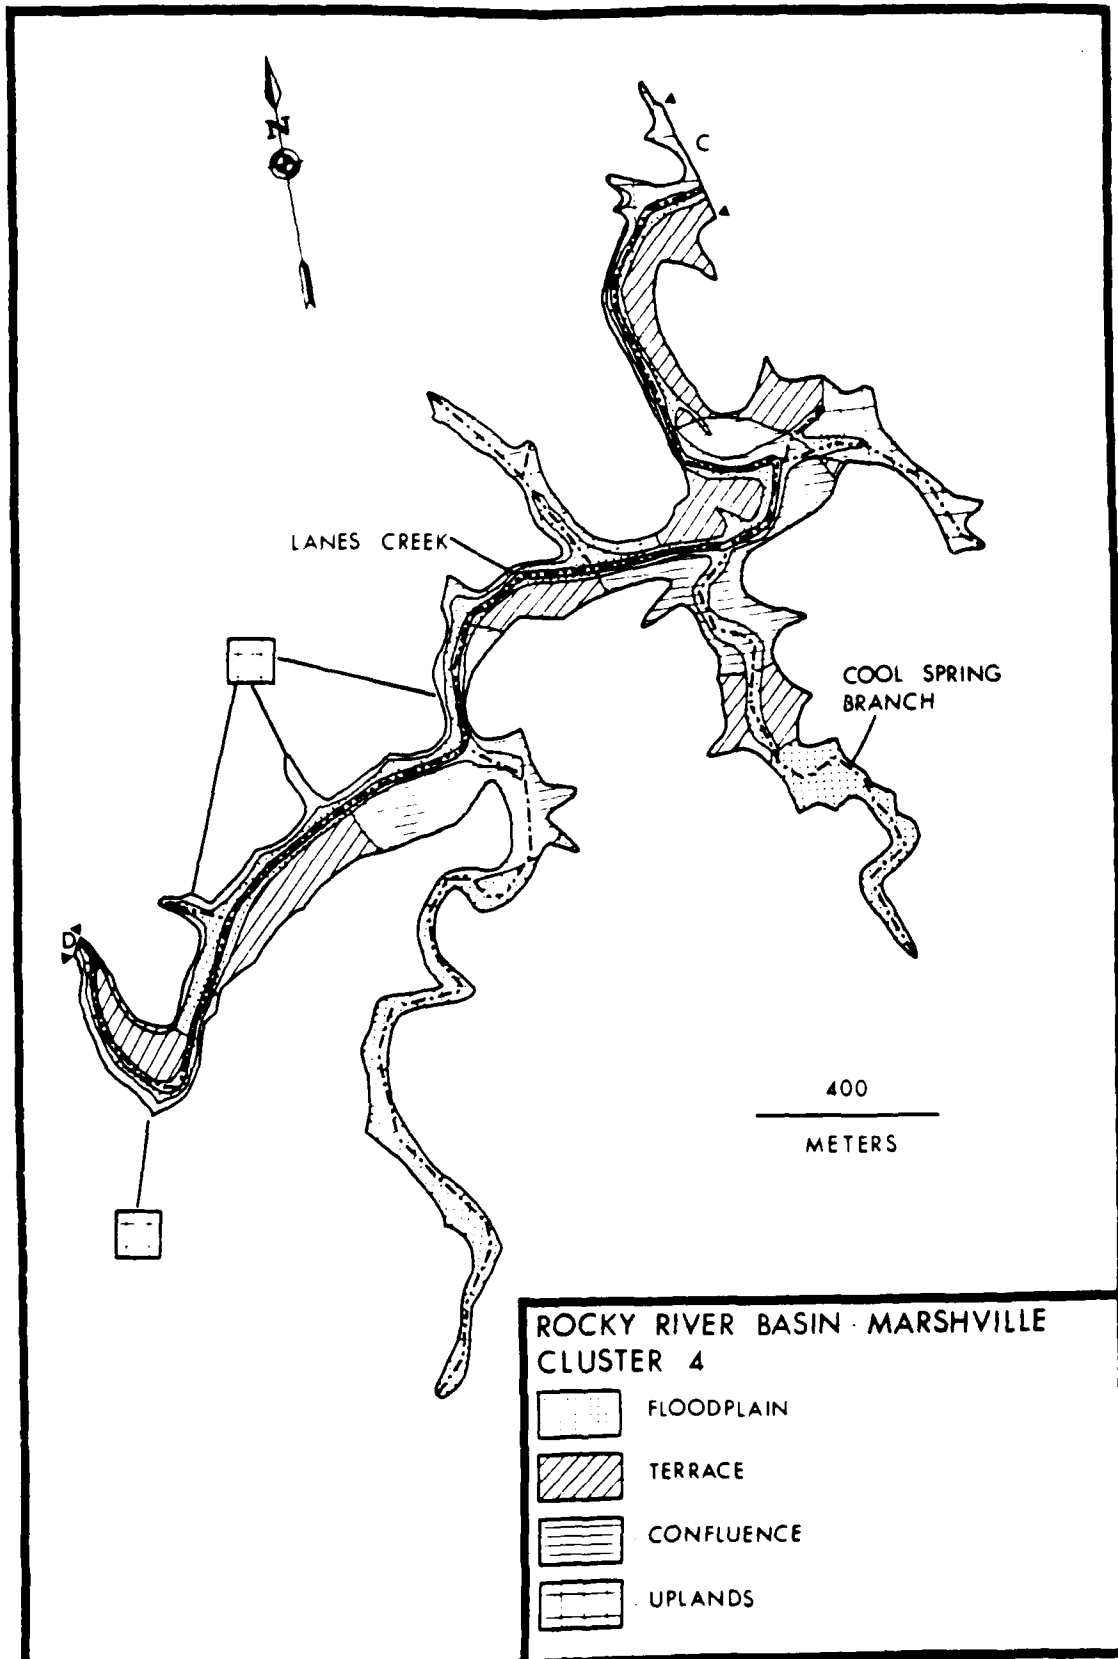 N
C
LANES CREEK
COOL SPRING
BRANCH
D
400
METERS
ROCKY RIVER BASIN - MARSHVILLE
CLUSTER 4
FLOODPLAIN
TERRACE
CONFLUENCE
UPLANDS